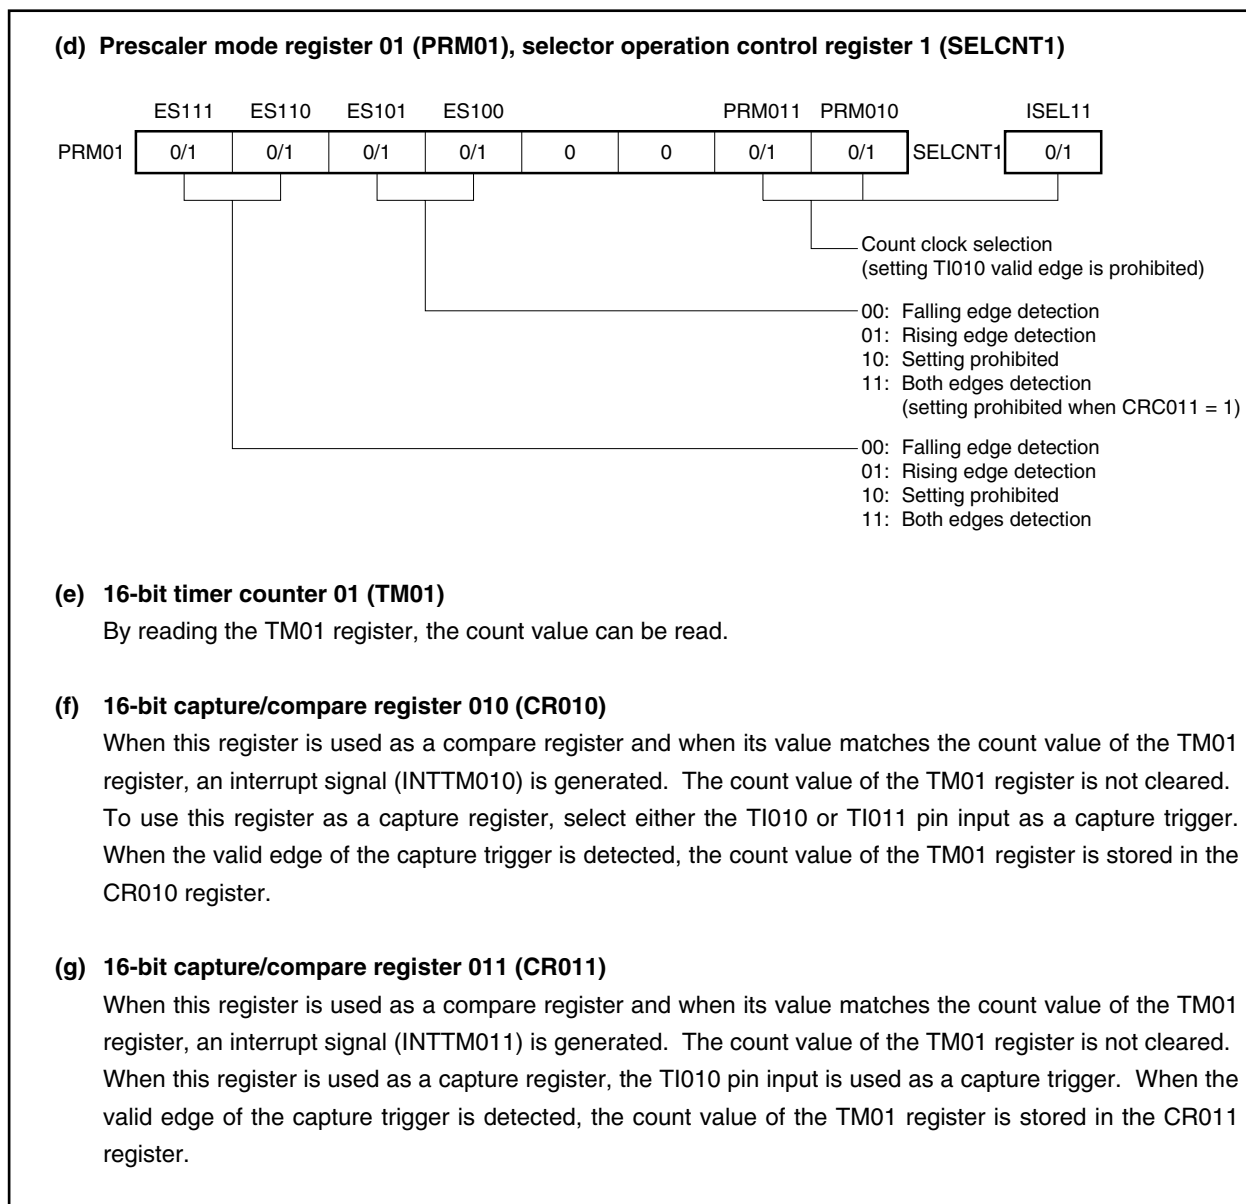 (d) Prescaler mode register 01 (PRM01), selector operation control register 1 (SELCNT1)
ES111 ES110 ES101 ES100 PRM011 PRM010 ISEL11
PRM01 0/1 0/1 0/1 0/1 0 0 0/1 0/1 SELCNT1 0/1
Count clock selection
(setting TI010 valid edge is prohibited)
00: Falling edge detection
01: Rising edge detection
10: Setting prohibited
11: Both edges detection
(setting prohibited when CRC011 = 1)
00: Falling edge detection
01: Rising edge detection
10: Setting prohibited
11: Both edges detection
(e) 16-bit timer counter 01 (TM01)
By reading the TM01 register, the count value can be read.
(f) 16-bit capture/compare register 010 (CR010)
When this register is used as a compare register and when its value matches the count value of the TM01
register, an interrupt signal (INTTM010) is generated. The count value of the TM01 register is not cleared.
To use this register as a capture register, select either the TI010 or TI011 pin input as a capture trigger.
When the valid edge of the capture trigger is detected, the count value of the TM01 register is stored in the
CR010 register.
(g) 16-bit capture/compare register 011 (CR011)
When this register is used as a compare register and when its value matches the count value of the TM01
register, an interrupt signal (INTTM011) is generated. The count value of the TM01 register is not cleared.
When this register is used as a capture register, the TI010 pin input is used as a capture trigger. When the
valid edge of the capture trigger is detected, the count value of the TM01 register is stored in the CR011
register.